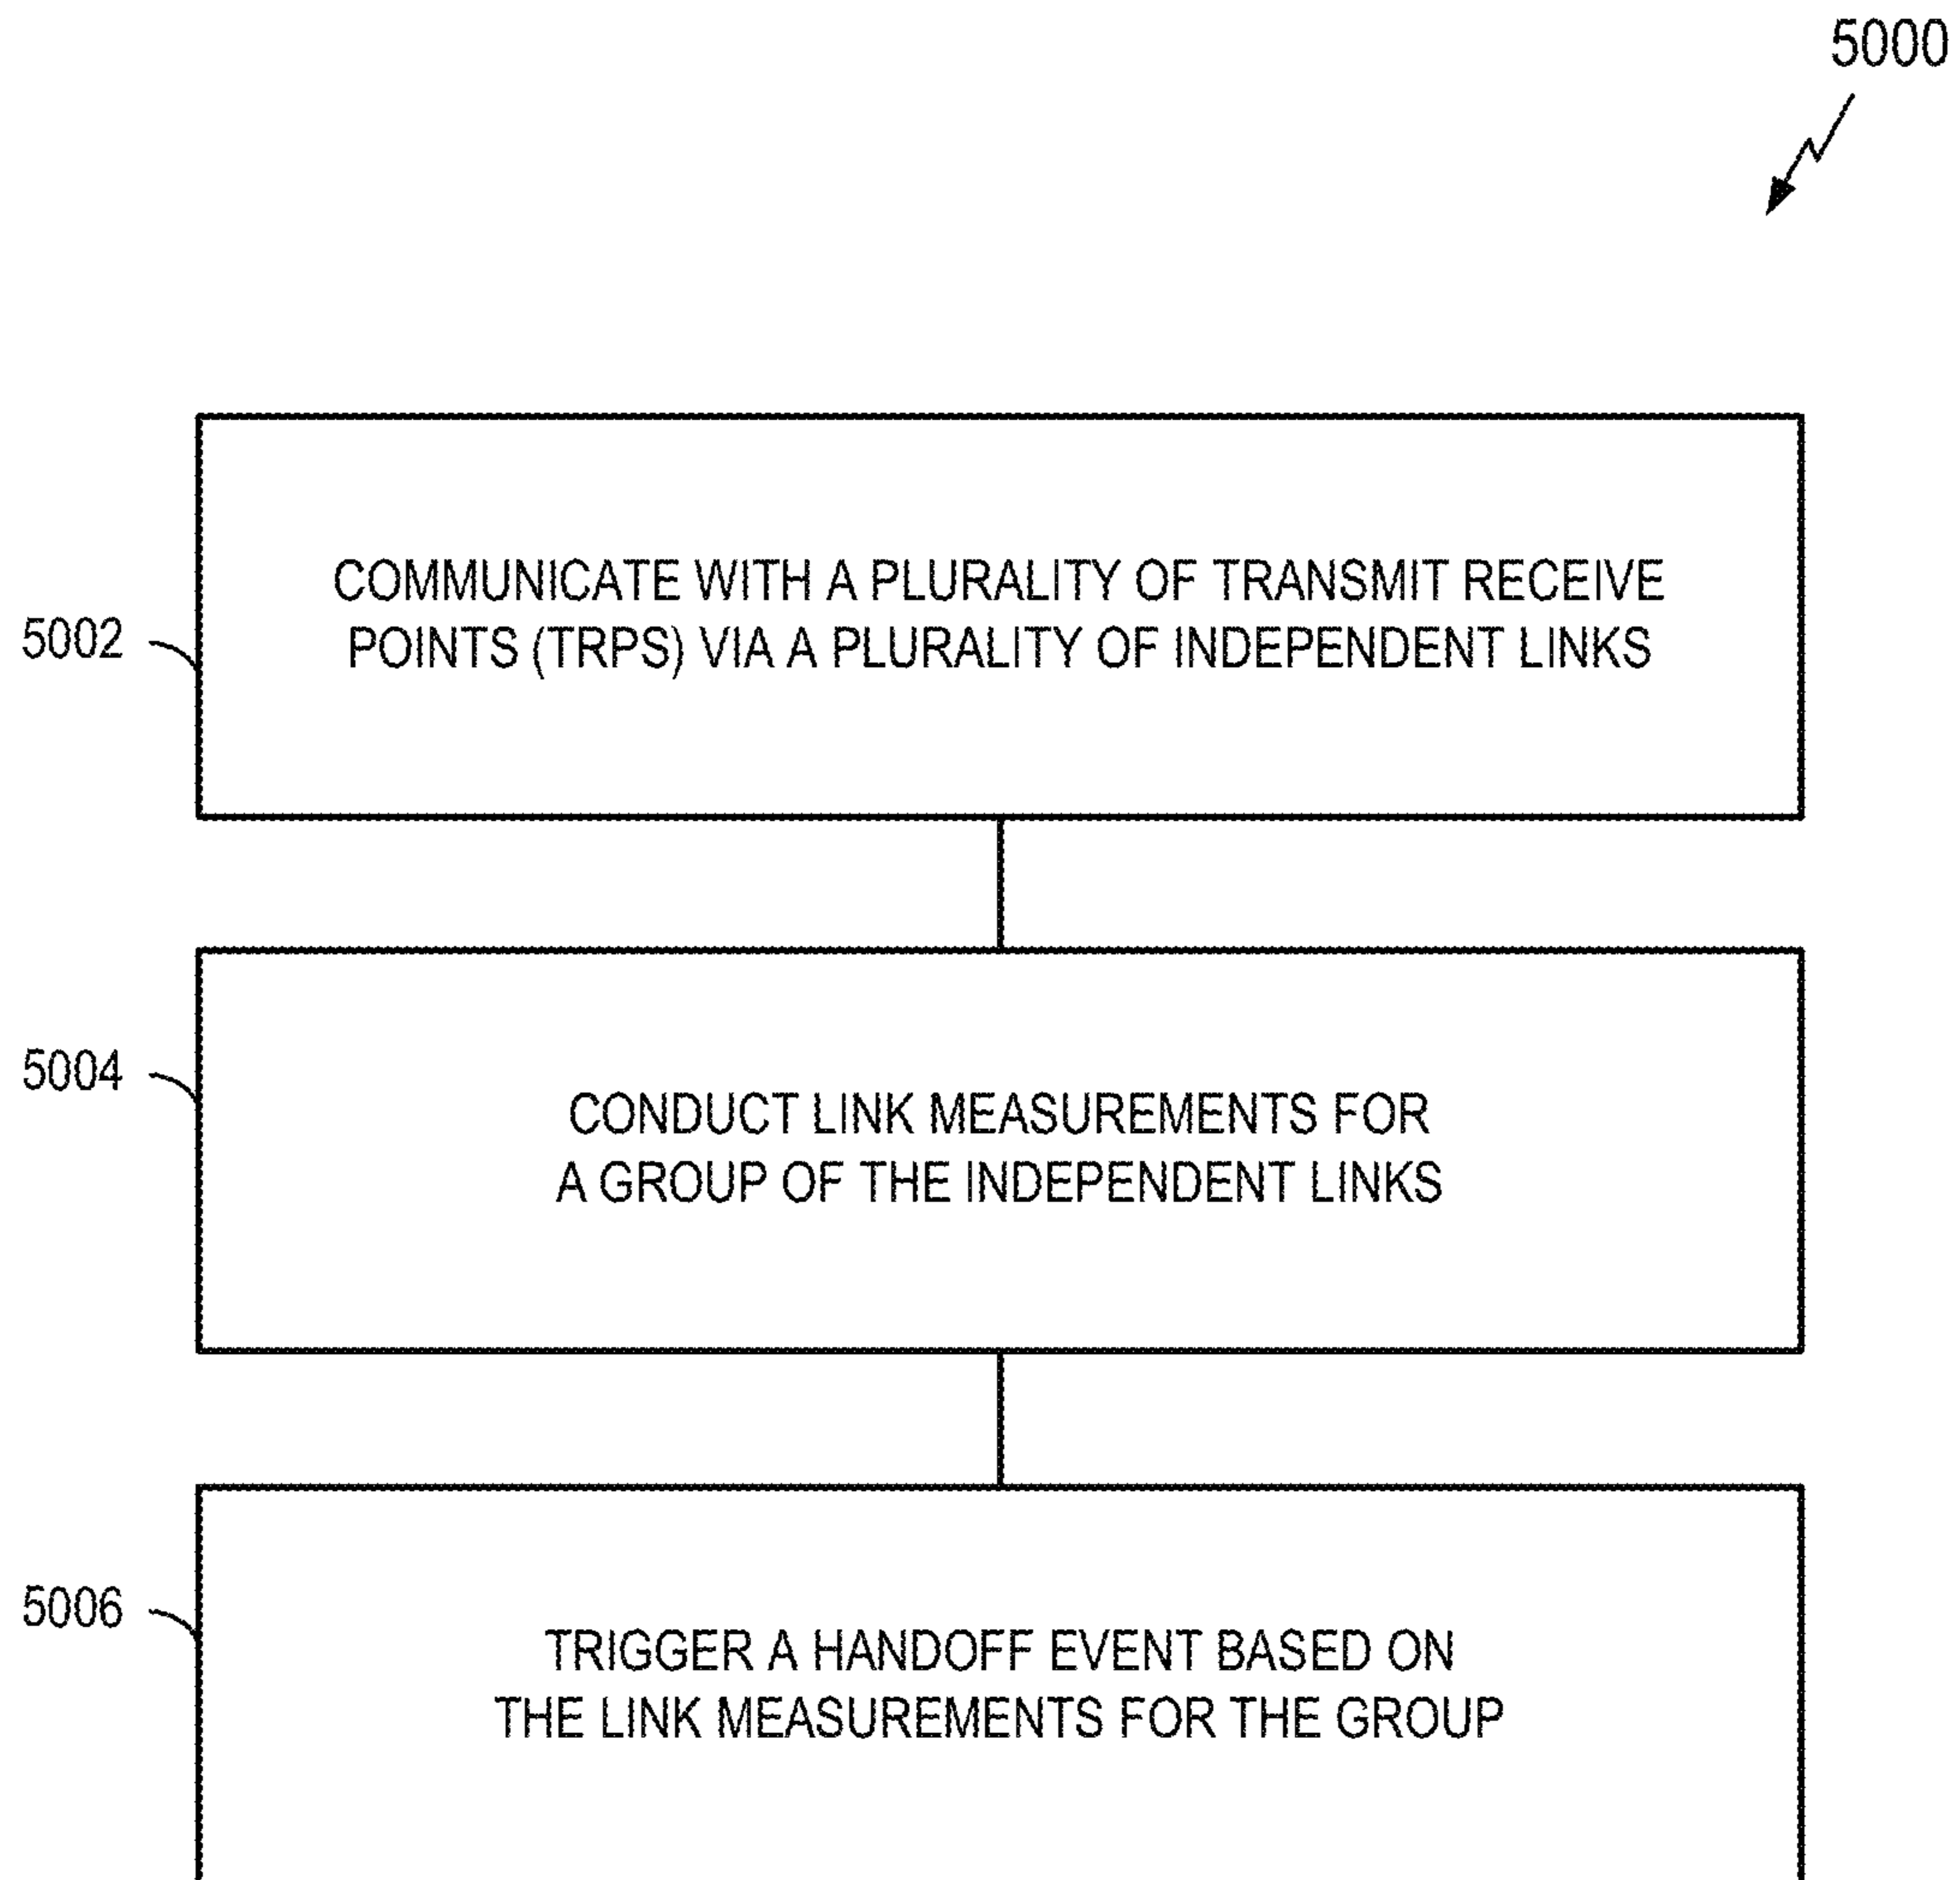 5000
5002
COMMUNICATE WITH A PLURALITY OF TRANSMIT RECEIVE
POINTS (TRPS) VIA A PLURALITY OF INDEPENDENT LINKS
5004
CONDUCT LINK MEASUREMENTS FOR
A GROUP OF THE INDEPENDENT LINKS
5006
TRIGGER A HANDOFF EVENT BASED ON
THE LINK MEASUREMENTS FOR THE GROUP